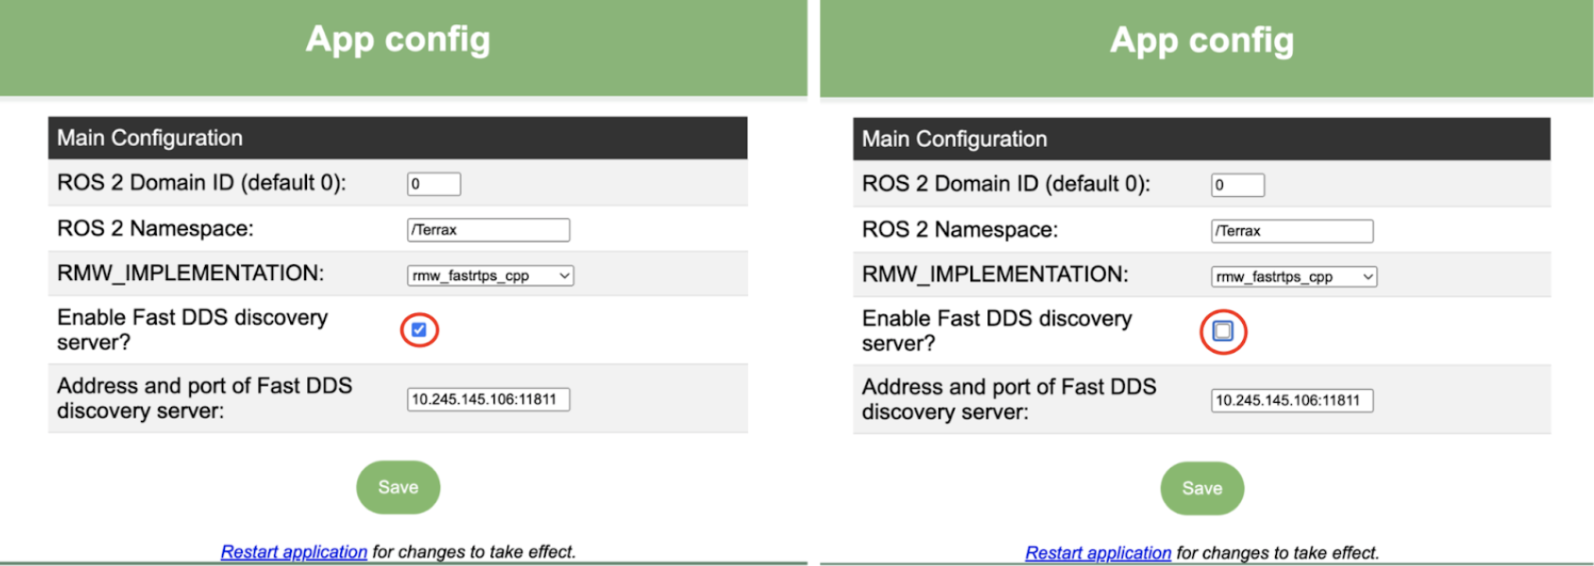 App config
Main Configuration
ROS 2 Domain ID (default 0): 0
ROS 2 Namespace: /Terrax
RMW_IMPLEMENTATION: rmw_fastrtps_cpp
Enable Fast DDS discovery
server?
Address and port of Fast DDS
discovery server: 10.245.145.106:11811
Save
Restart application for changes to take effect.
App config
Main Configuration
ROS 2 Domain ID (default 0): 0
ROS 2 Namespace: /Terrax
RMW_IMPLEMENTATION: rmw_fastrtps_cpp
Enable Fast DDS discovery
server?
Address and port of Fast DDS
discovery server: 10.245.145.106:11811
Save
Restart application for changes to take effect.